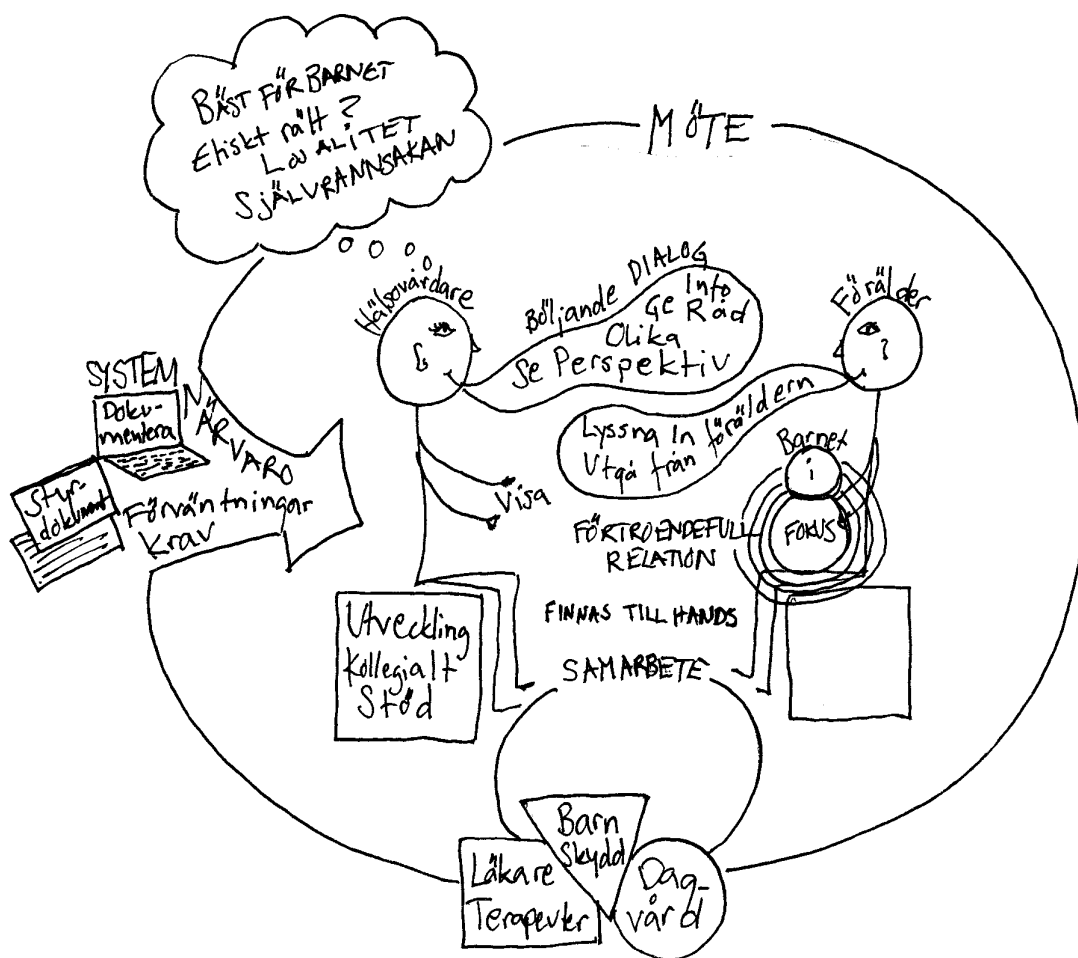 BÄST FÖR BARNET
Etiskt rätt?
LOJALITET
SJÄLVRANNSAKAN
MÖTE
Hälsovårdare
BÖLJANDE DIALOG
Ge Info
Råd
Olika
Se Perspektiv
Förälder
Lyssna In föräldern
Utgå från
Barnet
FOKUS
Visa
SYSTEM
Doku-
mentera
Styr-
dokument
NÄRVARO
Förväntningar
Krav
FÖRTROENDEFULL
RELATION
FINNAS TILL HANDS
SAMARBETE
Utveckling
Kollegialt
Stöd
Barn
Skydd
Läkare
Terapeuter
Dag-
vård